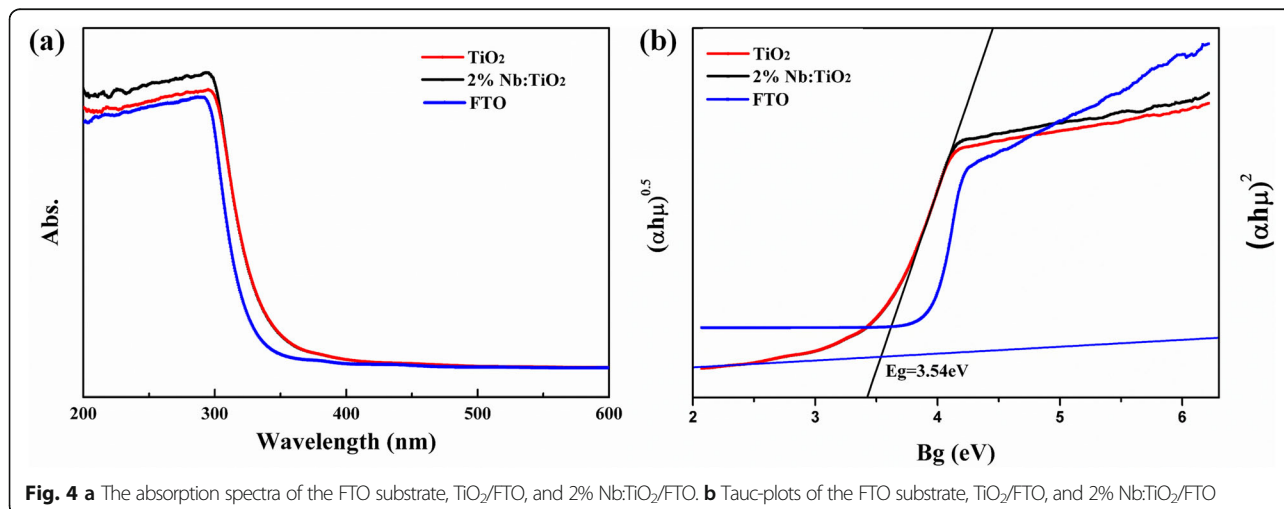 (a)
TiO₂
2% Nb:TiO₂
FTO
Abs.
200 300 400 500 600
Wavelength (nm)
(b)
TiO₂
2% Nb:TiO₂
FTO
(αhμ)^0.5
(αhμ)²
Eg=3.54eV
2 3 4 5 6
Bg (eV)
Fig. 4 a The absorption spectra of the FTO substrate, TiO₂/FTO, and 2% Nb:TiO₂/FTO. b Tauc-plots of the FTO substrate, TiO₂/FTO, and 2% Nb:TiO₂/FTO